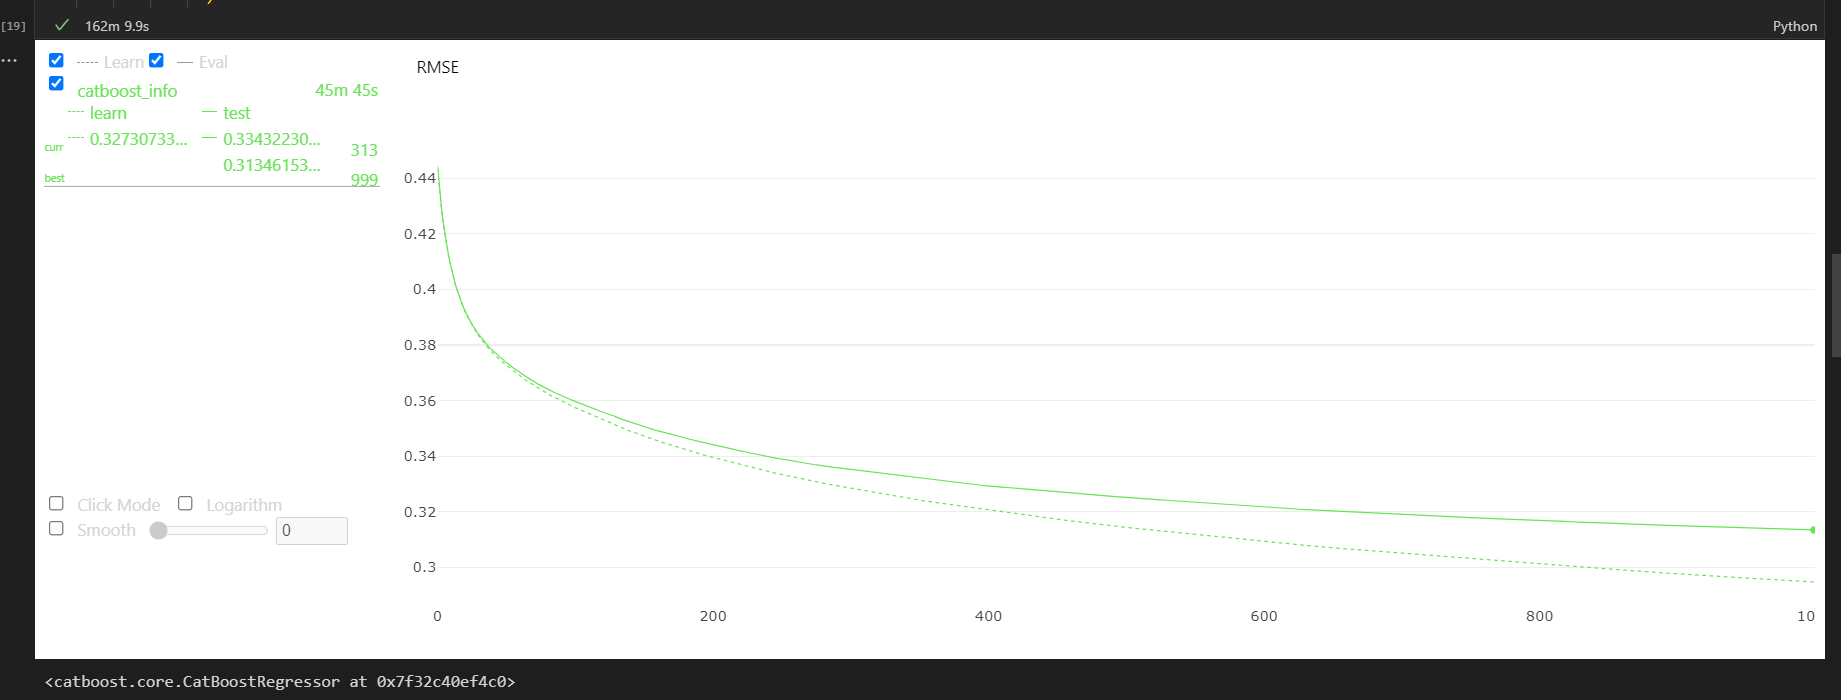 [19]
162m 9.9s
Python
...
Learn
Eval
catboost_info
45m 45s
learn
test
curr
0.32730733...
0.33432230...
313
best
0.31346153...
999
Click Mode
Logarithm
Smooth
0
RMSE
0.44
0.42
0.4
0.38
0.36
0.34
0.32
0.3
0
200
400
600
800
10
<catboost.core.CatBoostRegressor at 0x7f32c40ef4c0>